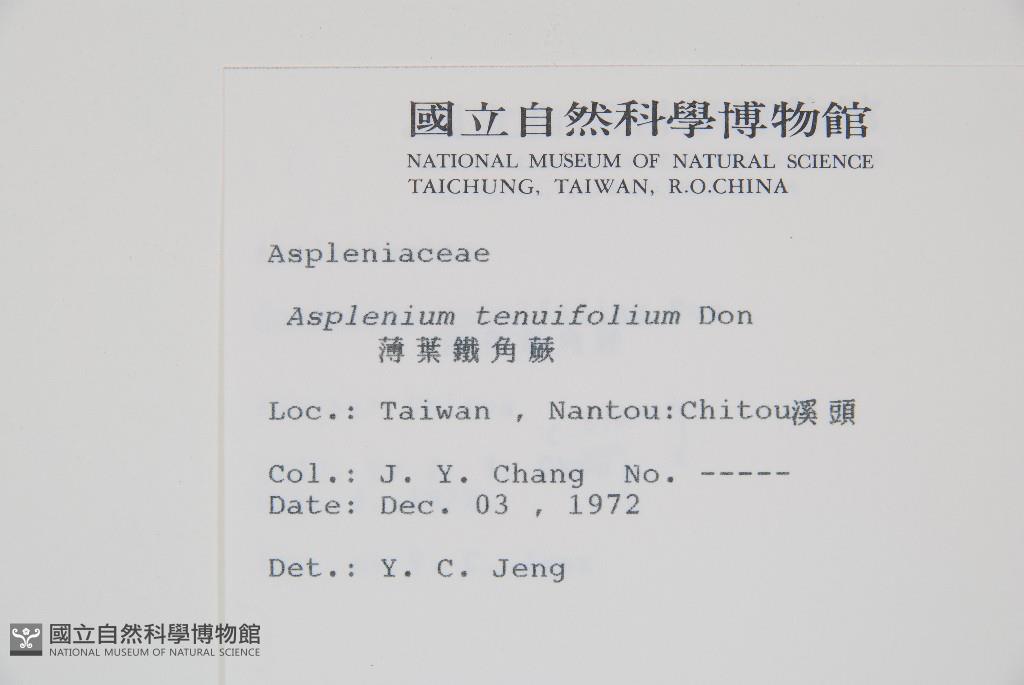 國立自然科學博物館
NATIONAL MUSEUM OF NATURAL SCIENCE
TAICHUNG, TAIWAN, R.O.CHINA
Aspleniaceae
Asplenium tenuifolium Don
薄葉鐵角蕨
Loc.: Taiwan , Nantou:Chitou溪頭
Col.: J. Y. Chang No. -----
Date: Dec. 03 , 1972
Det.: Y. C. Jeng
國立自然科學博物館
NATIONAL MUSEUM OF NATURAL SCIENCE